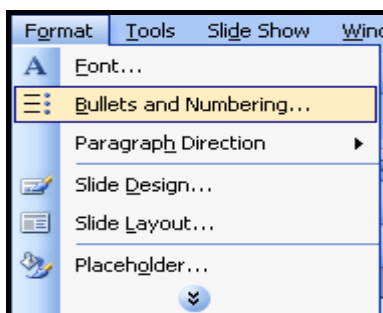 Format Tools Slide Show
Font...
Bullets and Numbering...
Paragraph Direction
Slide Design...
Slide Layout...
Placeholder...